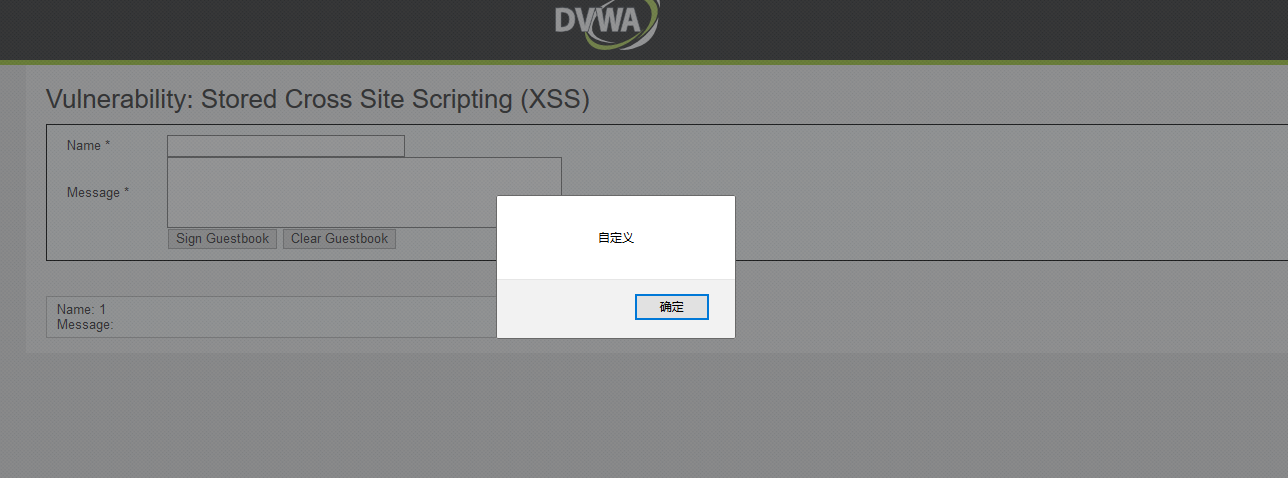 DVWA
Vulnerability: Stored Cross Site Scripting (XSS)
Name *
Message *
Sign Guestbook Clear Guestbook
自定义
确定
Name: 1
Message: